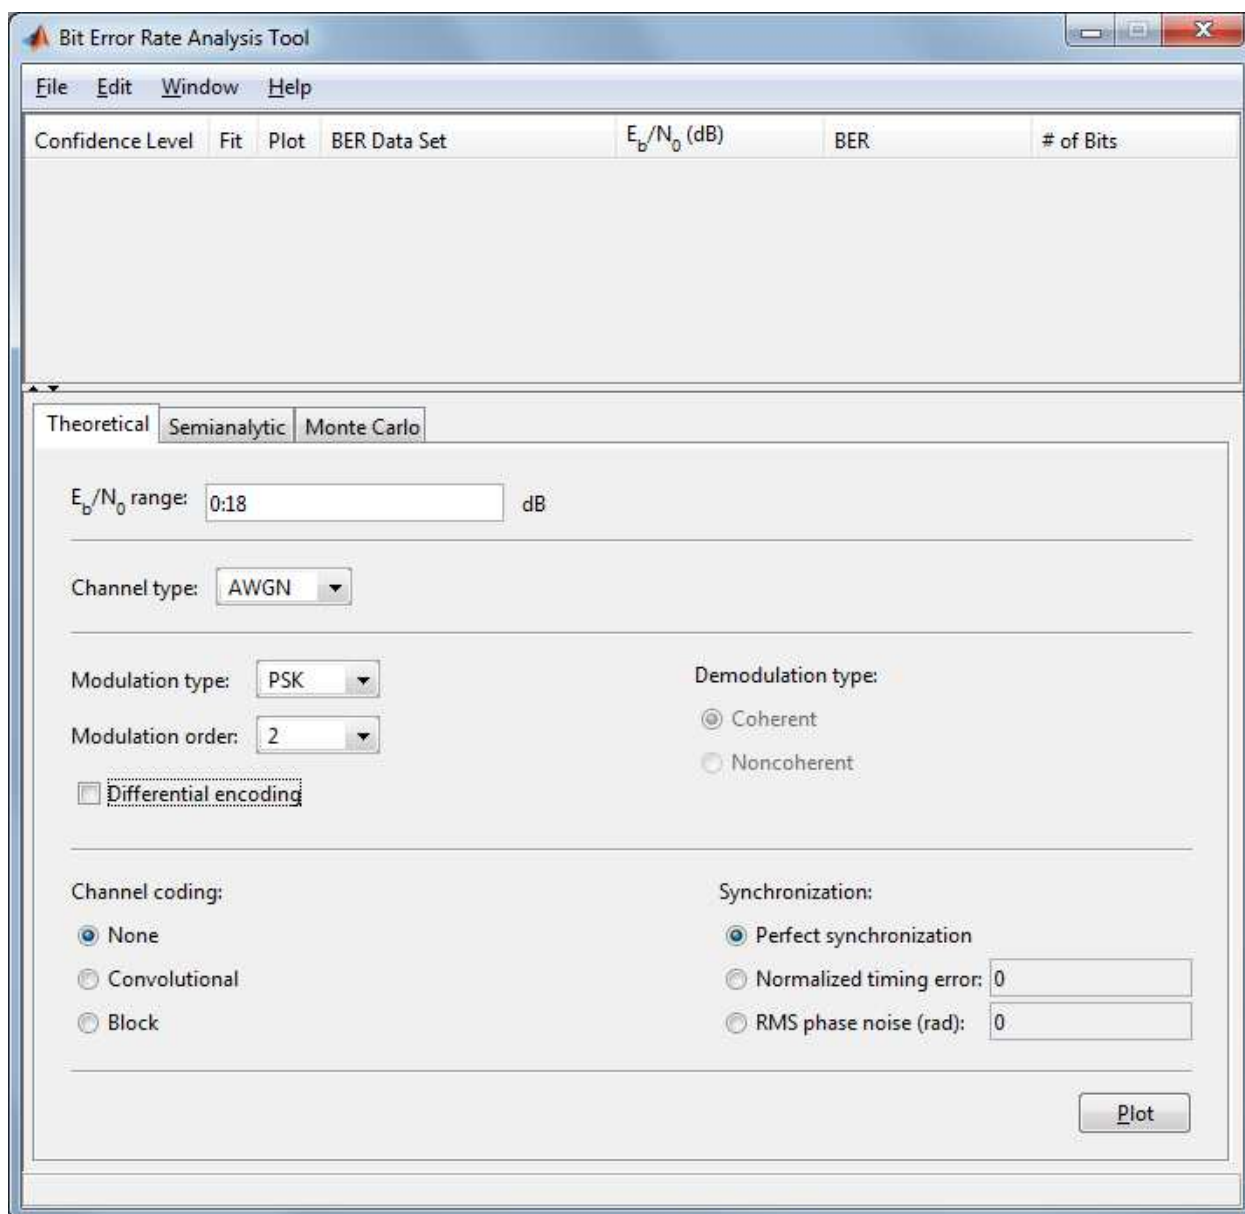 Bit Error Rate Analysis Tool
File Edit Window Help
Confidence Level Fit Plot BER Data Set Eb/N0 (dB) BER # of Bits
Theoretical Semianalytic Monte Carlo
Eb/N0 range: 0:18 dB
Channel type: AWGN
Modulation type: PSK Demodulation type:
Coherent
Modulation order: 2
Noncoherent
Differential encoding
Channel coding: Synchronization:
None Perfect synchronization
Convolutional Normalized timing error: 0
Block RMS phase noise (rad): 0
Plot